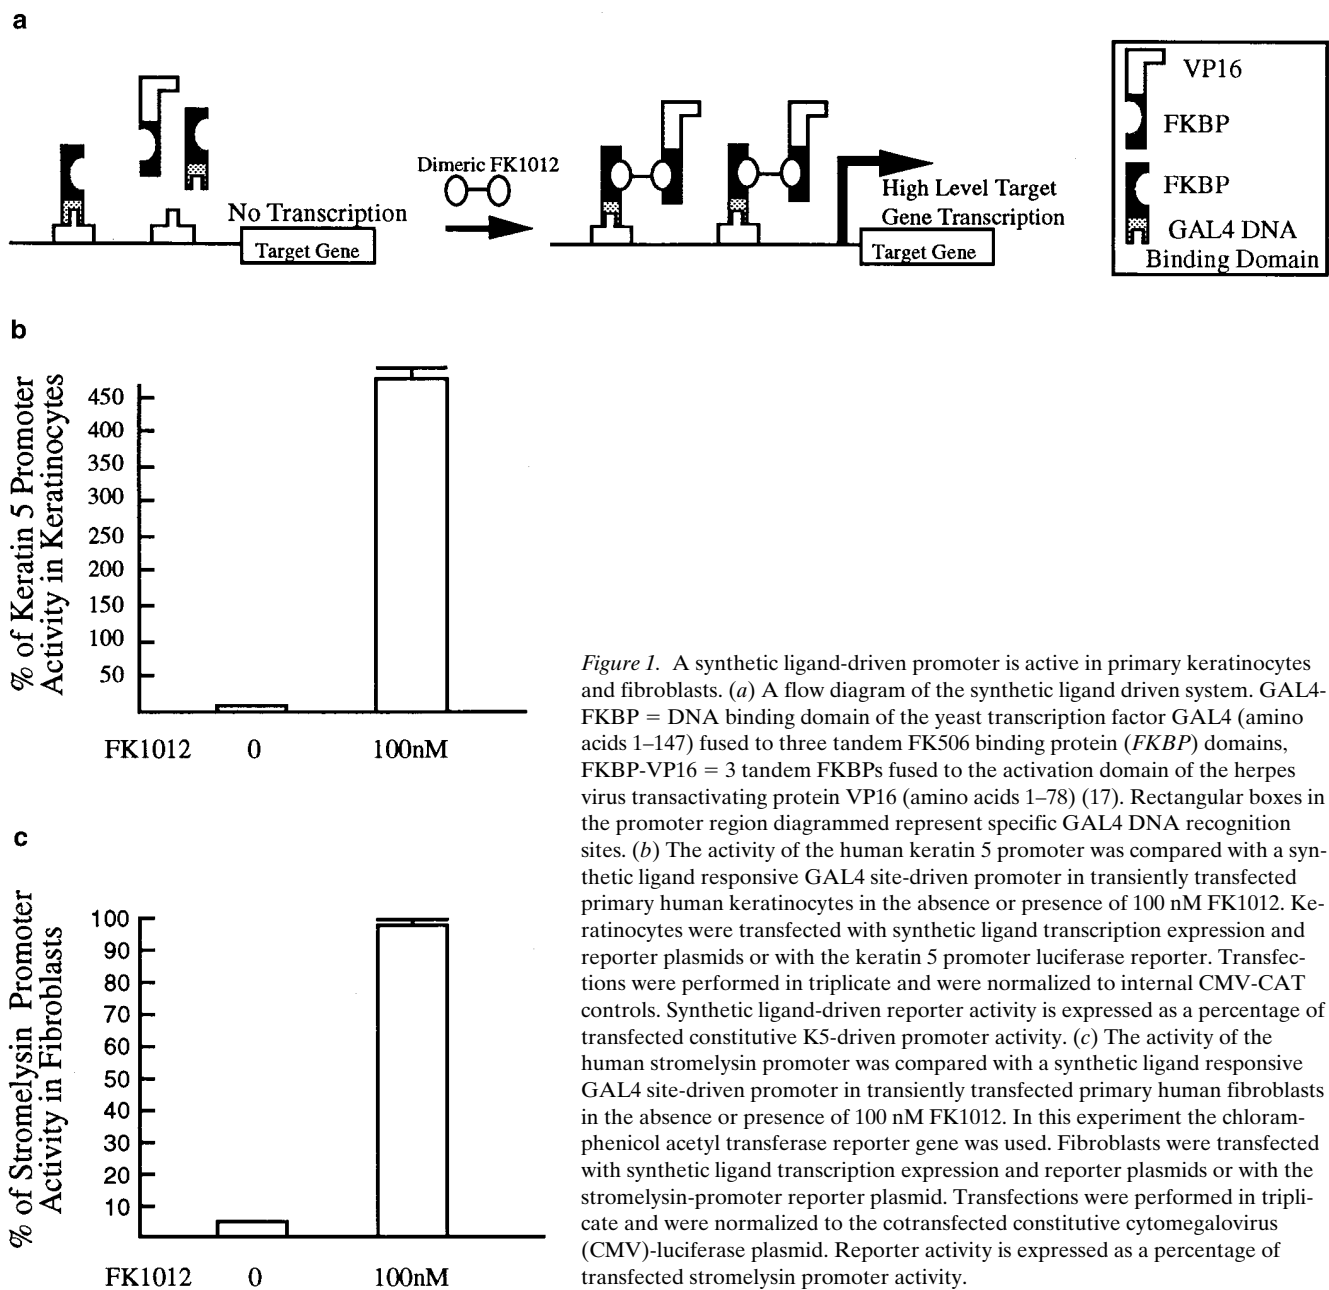 a
VP16
FKBP
FKBP
GAL4 DNA
Binding Domain
No Transcription
Target Gene
Dimeric FK1012
High Level Target
Gene Transcription
Target Gene
b
% of Keratin 5 Promoter
Activity in Keratinocytes
450
400
350
300
250
200
150
100
50
FK1012 0 100nM
c
% of Stromelysin Promoter
Activity in Fibroblasts
100
90
80
70
60
50
40
30
20
10
FK1012 0 100nM
Figure 1. A synthetic ligand-driven promoter is active in primary keratinocytes
and fibroblasts. (a) A flow diagram of the synthetic ligand driven system. GAL4-
FKBP = DNA binding domain of the yeast transcription factor GAL4 (amino
acids 1–147) fused to three tandem FK506 binding protein (FKBP) domains,
FKBP-VP16 = 3 tandem FKBPs fused to the activation domain of the herpes
virus transactivating protein VP16 (amino acids 1–78) (17). Rectangular boxes in
the promoter region diagrammed represent specific GAL4 DNA recognition
sites. (b) The activity of the human keratin 5 promoter was compared with a syn-
thetic ligand responsive GAL4 site-driven promoter in transiently transfected
primary human keratinocytes in the absence or presence of 100 nM FK1012. Ke-
ratinocytes were transfected with synthetic ligand transcription expression and
reporter plasmids or with the keratin 5 promoter luciferase reporter. Transfec-
tions were performed in triplicate and were normalized to internal CMV-CAT
controls. Synthetic ligand-driven reporter activity is expressed as a percentage of
transfected constitutive K5-driven promoter activity. (c) The activity of the
human stromelysin promoter was compared with a synthetic ligand responsive
GAL4 site-driven promoter in transiently transfected primary human fibroblasts
in the absence or presence of 100 nM FK1012. In this experiment the chloram-
phenicol acetyl transferase reporter gene was used. Fibroblasts were transfected
with synthetic ligand transcription expression and reporter plasmids or with the
stromelysin-promoter reporter plasmid. Transfections were performed in tripli-
cate and were normalized to the cotransfected constitutive cytomegalovirus
(CMV)-luciferase plasmid. Reporter activity is expressed as a percentage of
transfected stromelysin promoter activity.